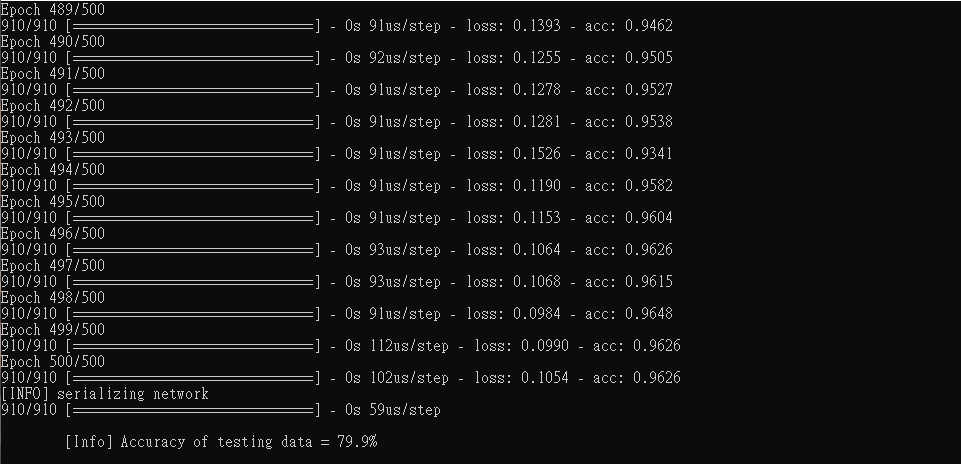 Epoch 489/500
910/910 [==============================] - 0s 91us/step - loss: 0.1393 - acc: 0.9462
Epoch 490/500
910/910 [==============================] - 0s 92us/step - loss: 0.1255 - acc: 0.9505
Epoch 491/500
910/910 [==============================] - 0s 91us/step - loss: 0.1278 - acc: 0.9527
Epoch 492/500
910/910 [==============================] - 0s 91us/step - loss: 0.1281 - acc: 0.9538
Epoch 493/500
910/910 [==============================] - 0s 91us/step - loss: 0.1526 - acc: 0.9341
Epoch 494/500
910/910 [==============================] - 0s 91us/step - loss: 0.1190 - acc: 0.9582
Epoch 495/500
910/910 [==============================] - 0s 91us/step - loss: 0.1153 - acc: 0.9604
Epoch 496/500
910/910 [==============================] - 0s 93us/step - loss: 0.1064 - acc: 0.9626
Epoch 497/500
910/910 [==============================] - 0s 93us/step - loss: 0.1068 - acc: 0.9615
Epoch 498/500
910/910 [==============================] - 0s 91us/step - loss: 0.0984 - acc: 0.9648
Epoch 499/500
910/910 [==============================] - 0s 112us/step - loss: 0.0990 - acc: 0.9626
Epoch 500/500
910/910 [==============================] - 0s 102us/step - loss: 0.1054 - acc: 0.9626
[INFO] serializing network
910/910 [==============================] - 0s 59us/step
[Info] Accuracy of testing data = 79.9%